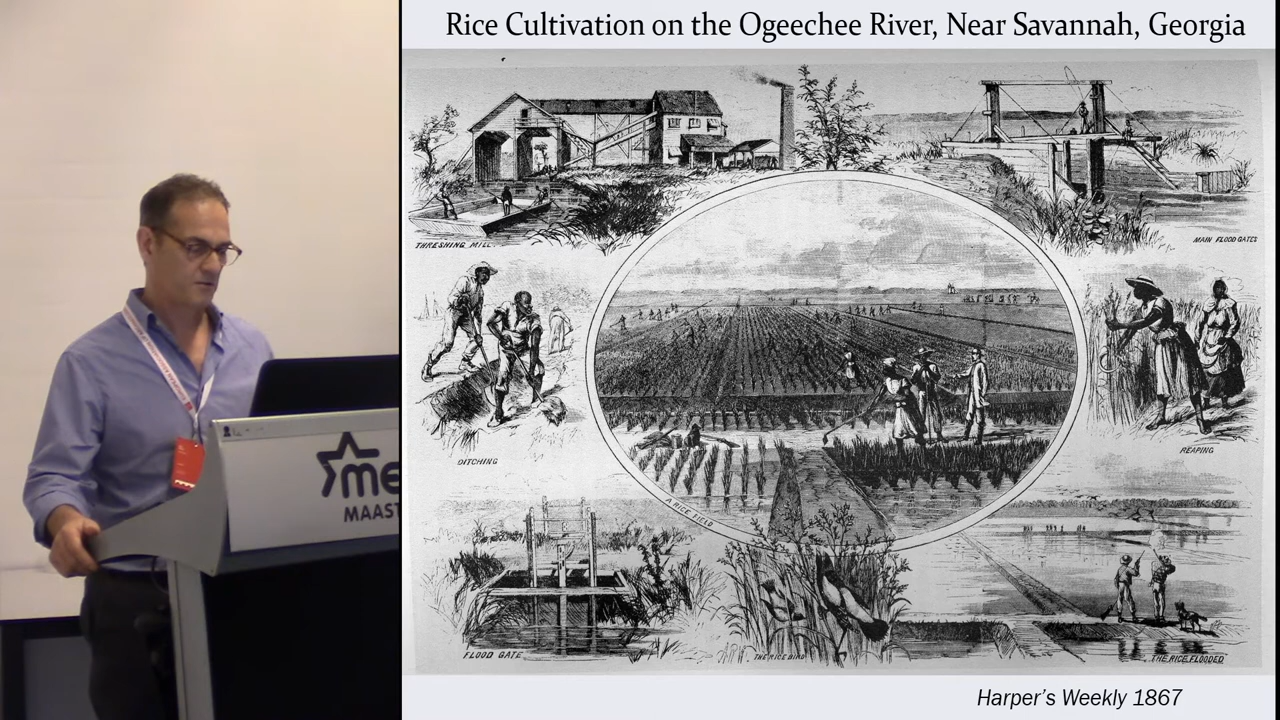 Rice Cultivation on the Ogeechee River, Near Savannah, Georgia
THRESHING MILL
MAIN FLOOD GATES
DITCHING
REAPING
A RICE FIELD
FLOOD GATE
THE RICE BIRD
THE RICE FLOODED
Harper's Weekly 1867
me
MAAST